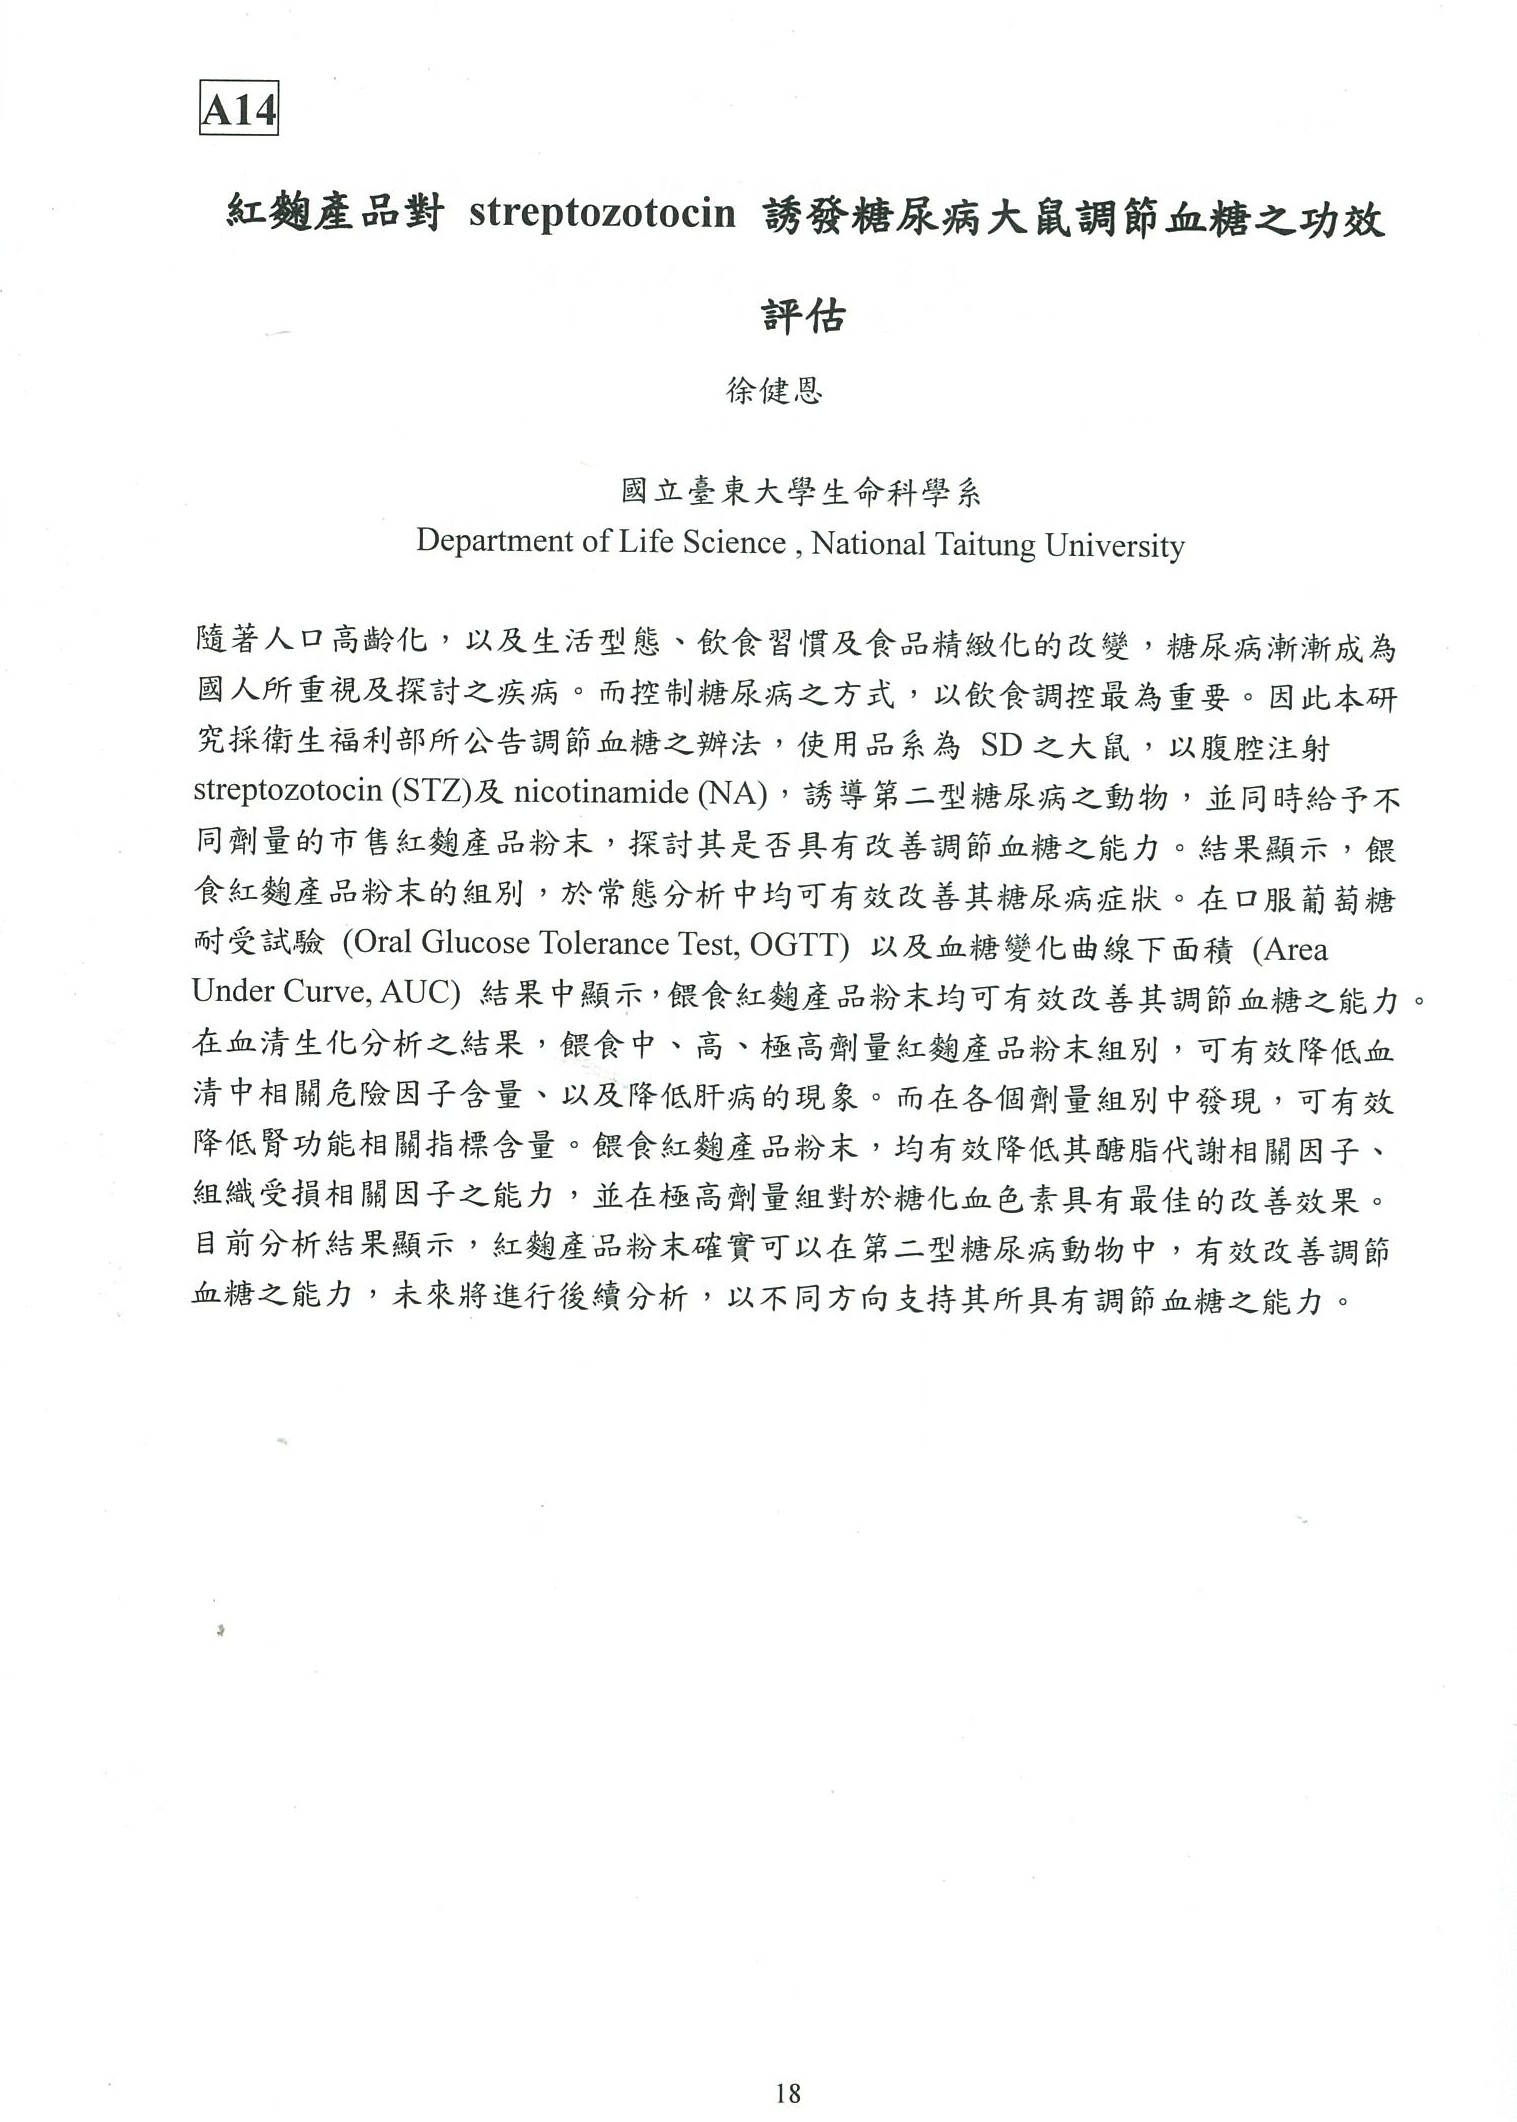 A14
紅麴產品對 streptozotocin 誘發糖尿病大鼠調節血糖之功效
評估
徐健恩
國立臺東大學生命科學系
Department of Life Science , National Taitung University
隨著人口高齡化，以及生活型態、飲食習慣及食品精緻化的改變，糖尿病漸漸成為
國人所重視及探討之疾病。而控制糖尿病之方式，以飲食調控最為重要。因此本研
究採衛生福利部所公告調節血糖之辦法，使用品系為 SD 之大鼠，以腹腔注射
streptozotocin (STZ)及 nicotinamide (NA)，誘導第二型糖尿病之動物，並同時給予不
同劑量的市售紅麴產品粉末，探討其是否具有改善調節血糖之能力。結果顯示，餵
食紅麴產品粉末的組別，於常態分析中均可有效改善其糖尿病症狀。在口服葡萄糖
耐受試驗 (Oral Glucose Tolerance Test, OGTT) 以及血糖變化曲線下面積 (Area
Under Curve, AUC) 結果中顯示，餵食紅麴產品粉末均可有效改善其調節血糖之能力。
在血清生化分析之結果，餵食中、高、極高劑量紅麴產品粉末組別，可有效降低血
清中相關危險因子含量、以及降低肝病的現象。而在各個劑量組別中發現，可有效
降低腎功能相關指標含量。餵食紅麴產品粉末，均有效降低其醣脂代謝相關因子、
組織受損相關因子之能力，並在極高劑量組對於糖化血色素具有最佳的改善效果。
目前分析結果顯示，紅麴產品粉末確實可以在第二型糖尿病動物中，有效改善調節
血糖之能力，未來將進行後續分析，以不同方向支持其所具有調節血糖之能力。
18